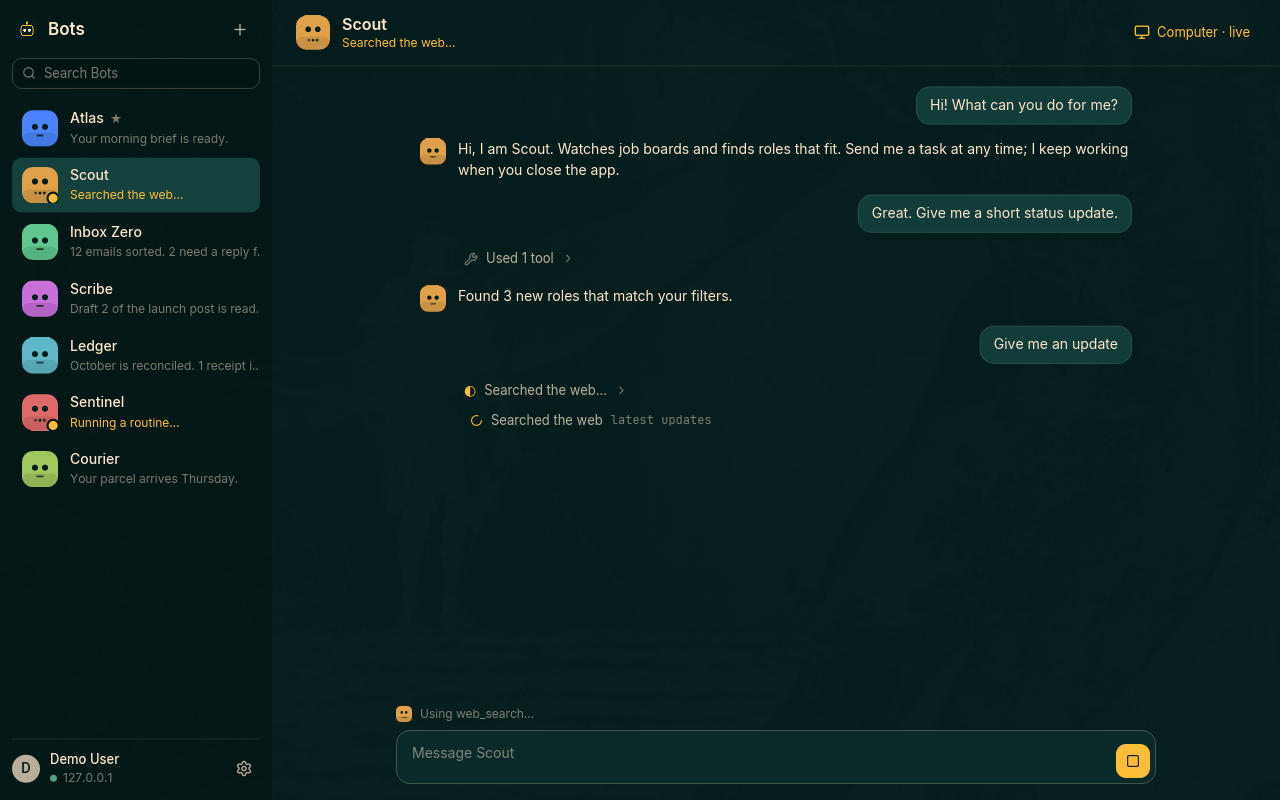 Bots
Search Bots
Atlas ★
Your morning brief is ready.
Scout
Searched the web...
Inbox Zero
12 emails sorted. 2 need a reply f.
Scribe
Draft 2 of the launch post is read.
Ledger
October is reconciled. 1 receipt i..
Sentinel
Running a routine...
Courier
Your parcel arrives Thursday.
D
Demo User
127.0.0.1
Scout
Searched the web...
Computer · live
Hi! What can you do for me?
Hi, I am Scout. Watches job boards and finds roles that fit. Send me a task at any time; I keep working
when you close the app.
Great. Give me a short status update.
Used 1 tool
Found 3 new roles that match your filters.
Give me an update
Searched the web...
Searched the web latest updates
Using web_search...
Message Scout